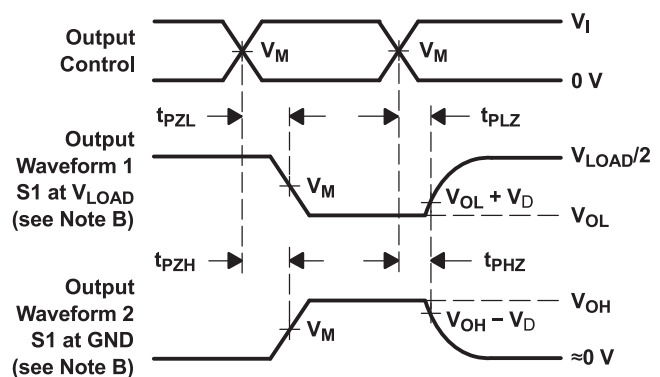 Output
Control
V_I
V_M
V_M
0 V
t_PZL
t_PLZ
Output
Waveform 1
S1 at V_LOAD
(see Note B)
V_LOAD/2
V_M
V_OL + V_D
V_OL
t_PZH
t_PHZ
Output
Waveform 2
S1 at GND
(see Note B)
V_OH
V_M
V_OH − V_D
≈0 V